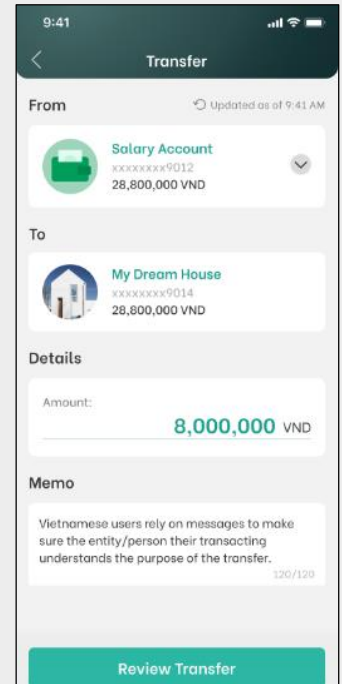 9:41
Transfer
From
Updated as of 9:41 AM
Salary Account
xxxxxxxx9012
28,800,000 VND
To
My Dream House
xxxxxxxx9014
28,800,000 VND
Details
Amount:
8,000,000 VND
Memo
Vietnamese users rely on messages to make
sure the entity/person their transacting
understands the purpose of the transfer.
120/120
Review Transfer